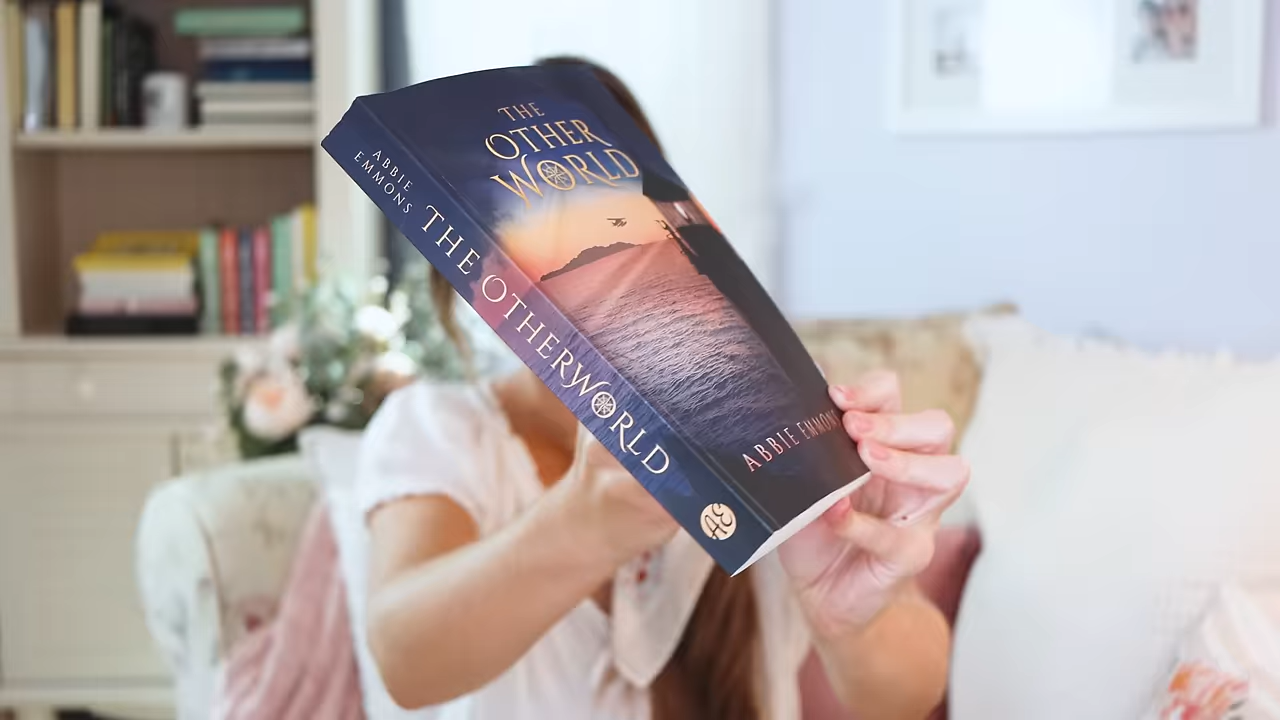 THE
OTHER
WORLD
ABBIE EMMONS
ABBIE
EMMONS
THE OTHERWORLD
AE